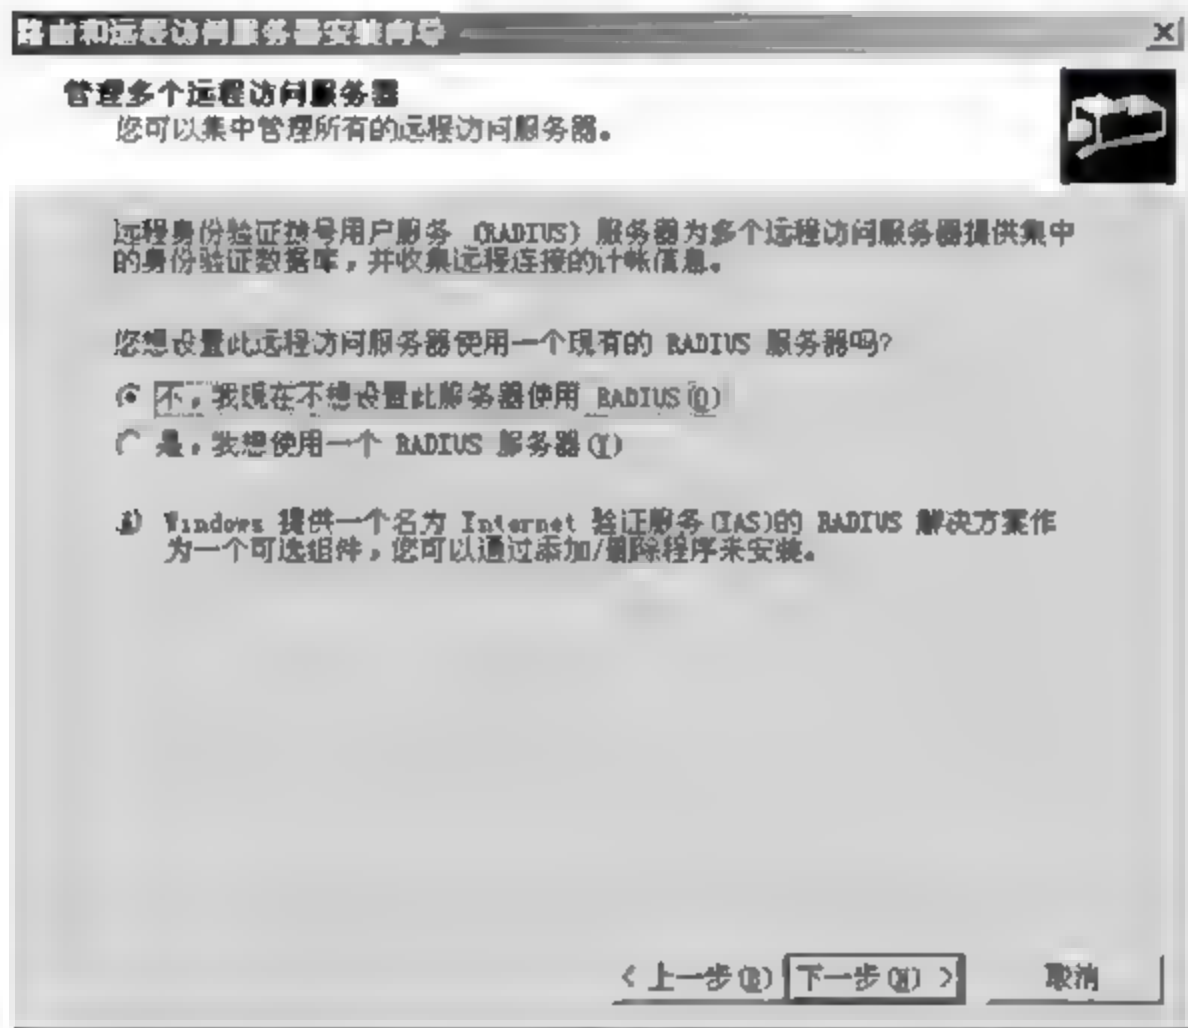 路由和远程访问服务器安装向导
管理多个远程访问服务器
您可以集中管理所有的远程访问服务器。
远程身份验证拨号用户服务 (RADIUS) 服务器为多个远程访问服务器提供集中
的身份验证数据库，并收集远程连接的计帐信息。
您想设置此远程访问服务器使用一个现有的 RADIUS 服务器吗?
不，我现在不想设置此服务器使用 RADIUS(O)
是，我想使用一个 RADIUS 服务器(Y)
Windows 提供一个名为 Internet 验证服务(IAS)的 RADIUS 解决方案作
为一个可选组件，您可以通过添加/删除程序来安装。
< 上一步(B) 下一步(N) > 取消